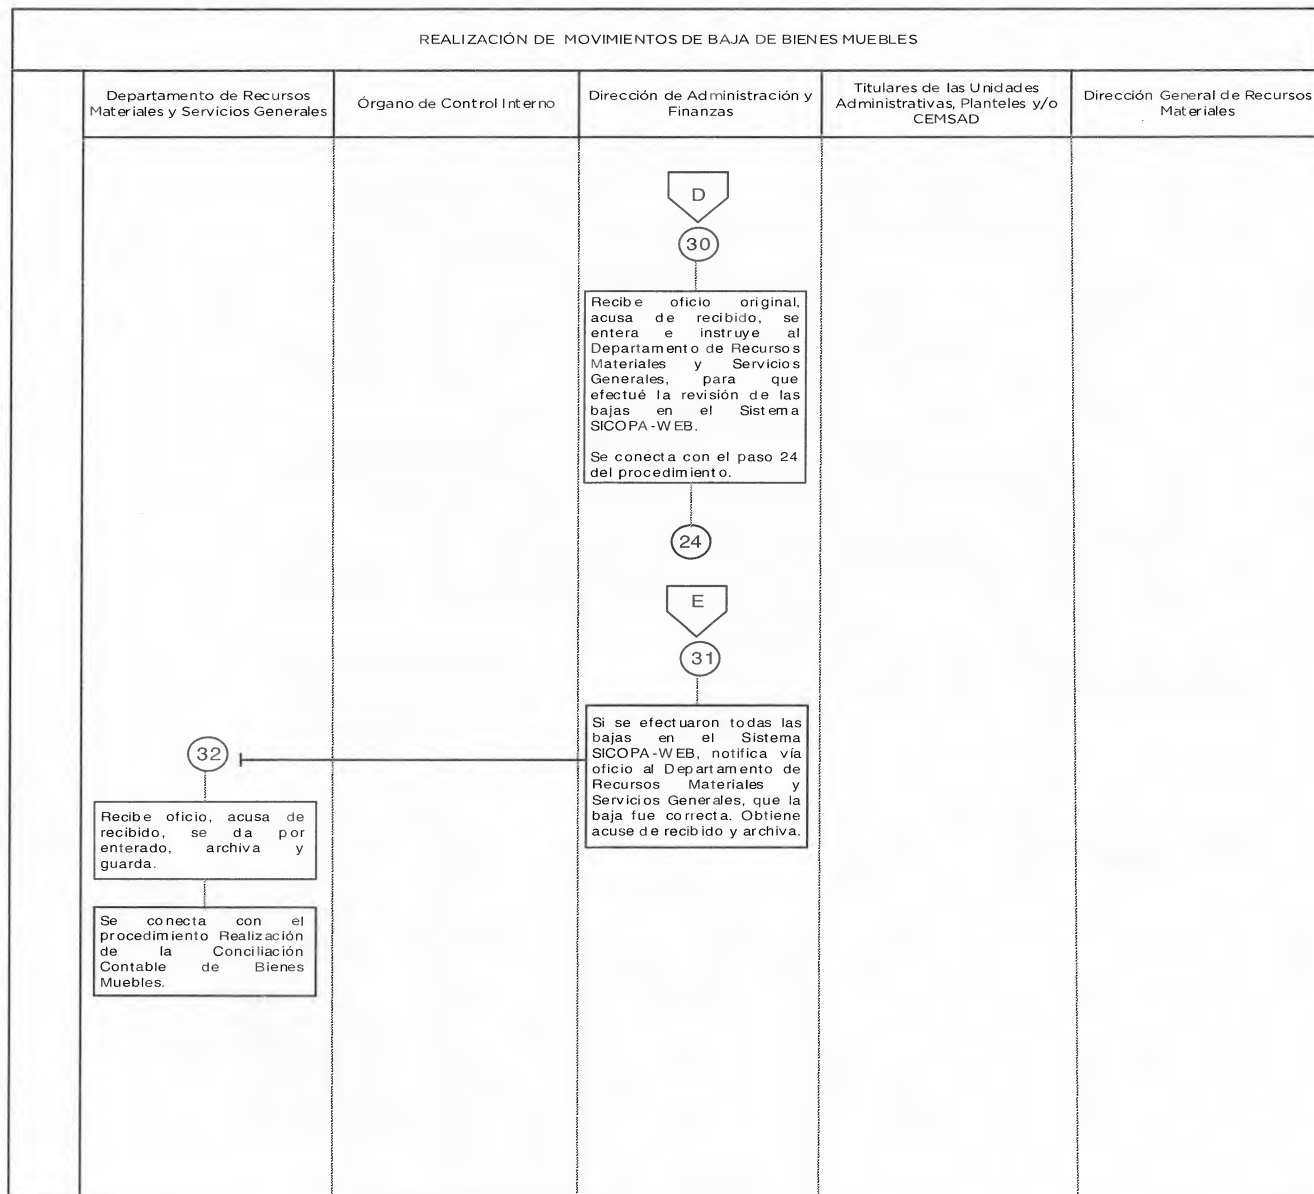 REALIZACIÓN DE MOVIMIENTOS DE BAJA DE BIENES MUEBLES
Departamento de Recursos
Materiales y Servicios Generales
Órgano de Control Interno
Dirección de Administración y
Finanzas
Titulares de las Unidades
Administrativas, Planteles y/o
CEMSAD
Dirección General de Recursos
Materiales
D
30
Recibe oficio original,
acusa de recibido, se
entera e instruye al
Departamento de Recursos
Materiales y Servicios
Generales, para que
efectué la revisión de las
bajas en el Sistema
SICOPA-WEB.
Se conecta con el paso 24
del procedimiento.
24
E
31
Si se efectuaron todas las
bajas en el Sistema
SICOPA-WEB, notifica vía
oficio al Departamento de
Recursos Materiales y
Servicios Generales, que la
baja fue correcta. Obtiene
acuse de recibido y archiva.
32
Recibe oficio, acusa de
recibido, se da por
enterado, archiva y
guarda.
Se conecta con el
procedimiento Realización
de la Conciliación
Contable de Bienes
Muebles.